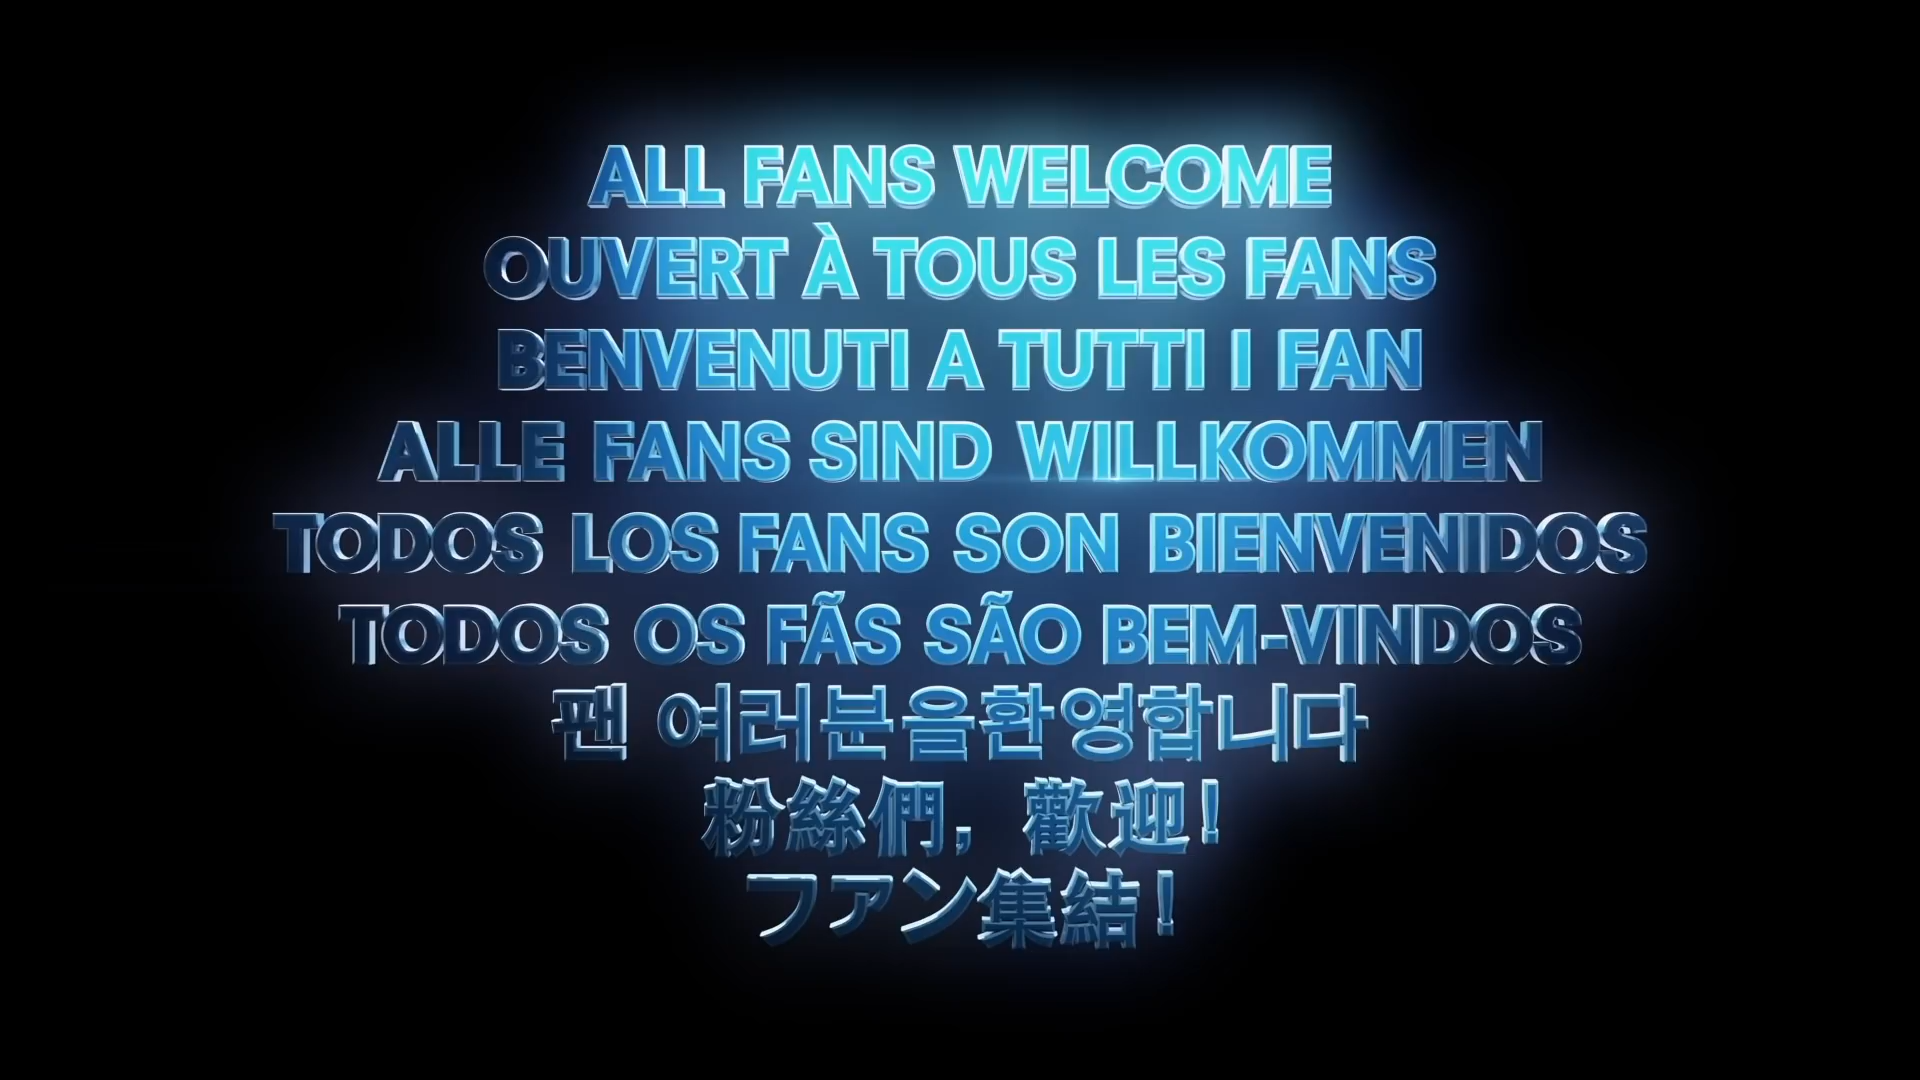 ALL FANS WELCOME
OUVERT À TOUS LES FANS
BENVENUTI A TUTTI I FAN
ALLE FANS SIND WILLKOMMEN
TODOS LOS FANS SON BIENVENIDOS
TODOS OS FÃS SÃO BEM-VINDOS
팬 여러분을환영합니다
粉絲們, 歡迎!
ファン集結!